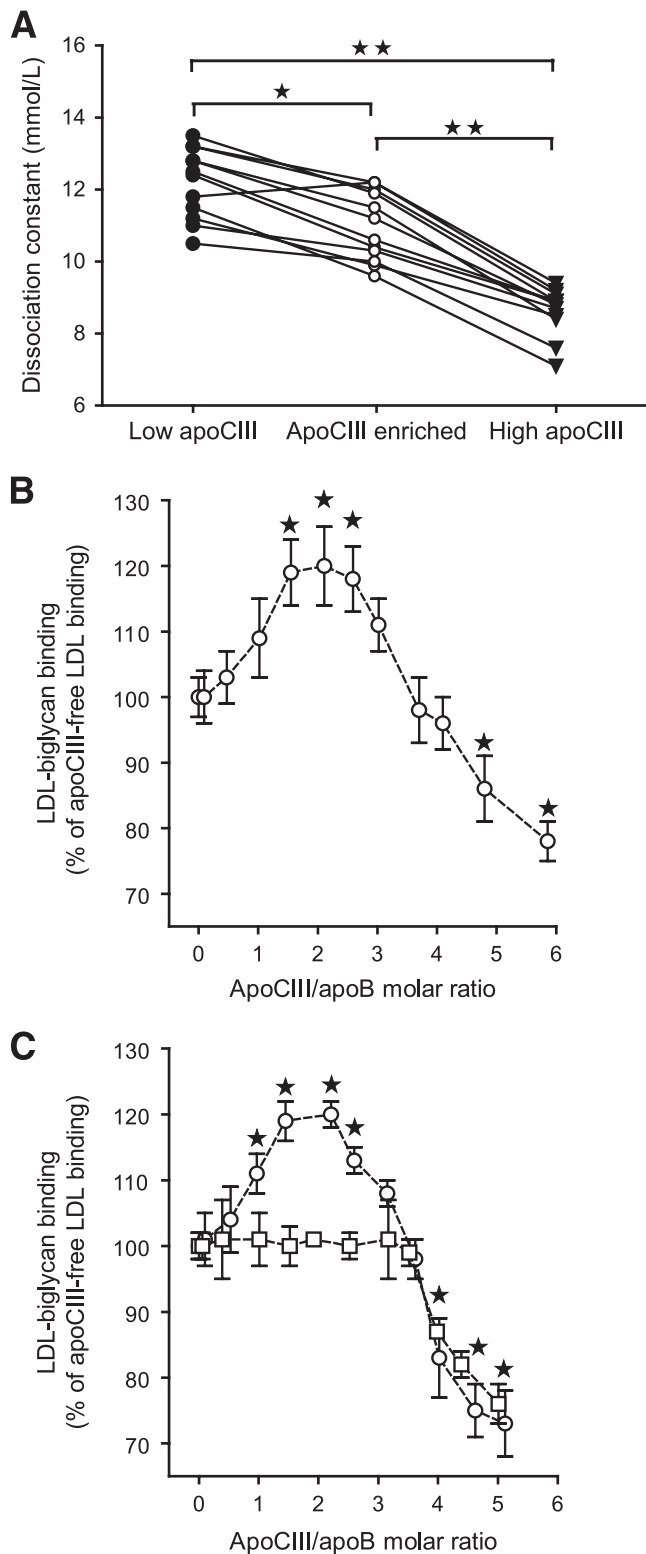 A
Dissociation constant (mmol/L)
16
14
12
10
8
6
★ ★
★
★ ★
Low apoCIII
ApoCIII enriched
High apoCIII
B
LDL-biglycan binding
(% of apoCIII-free LDL binding)
130
120
110
100
90
80
70
★
★
★
★
★
0 1 2 3 4 5 6
ApoCIII/apoB molar ratio
C
LDL-biglycan binding
(% of apoCIII-free LDL binding)
130
120
110
100
90
80
70
★
★
★
★
★
★
★
0 1 2 3 4 5 6
ApoCIII/apoB molar ratio